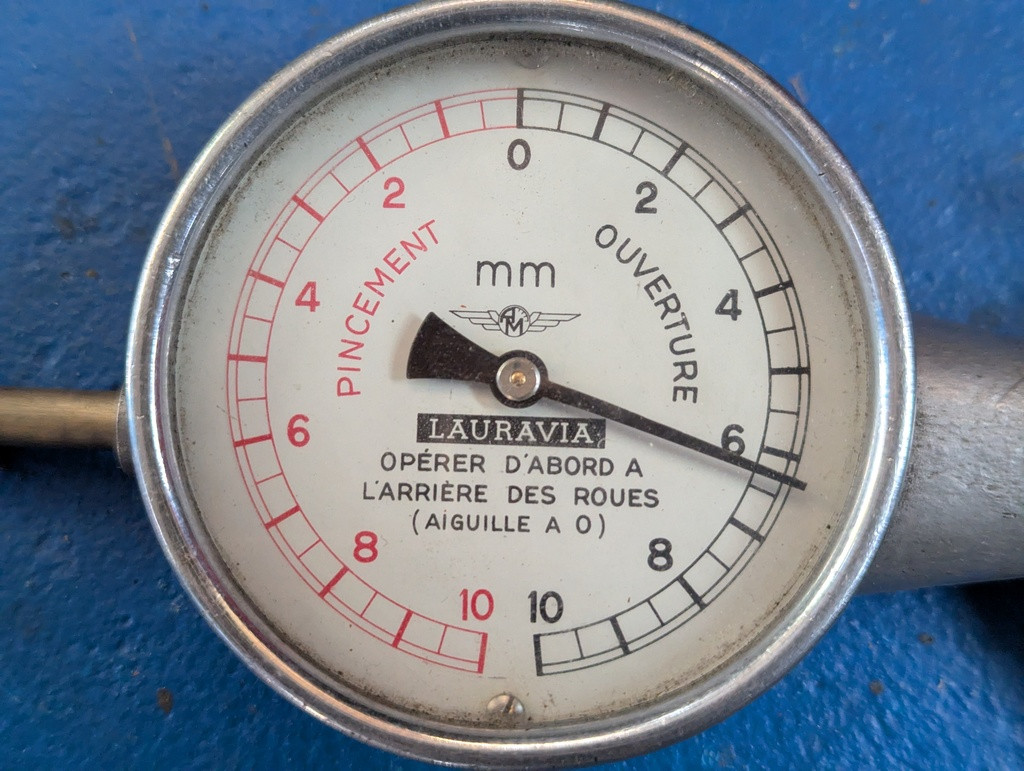 0
2
2
4
4
6
6
8
8
10
10
PINCEMENT
OUVERTURE
mm
M
LAURAVIA
OPÉRER D'ABORD A
L'ARRIÈRE DES ROUES
(AIGUILLE A O)